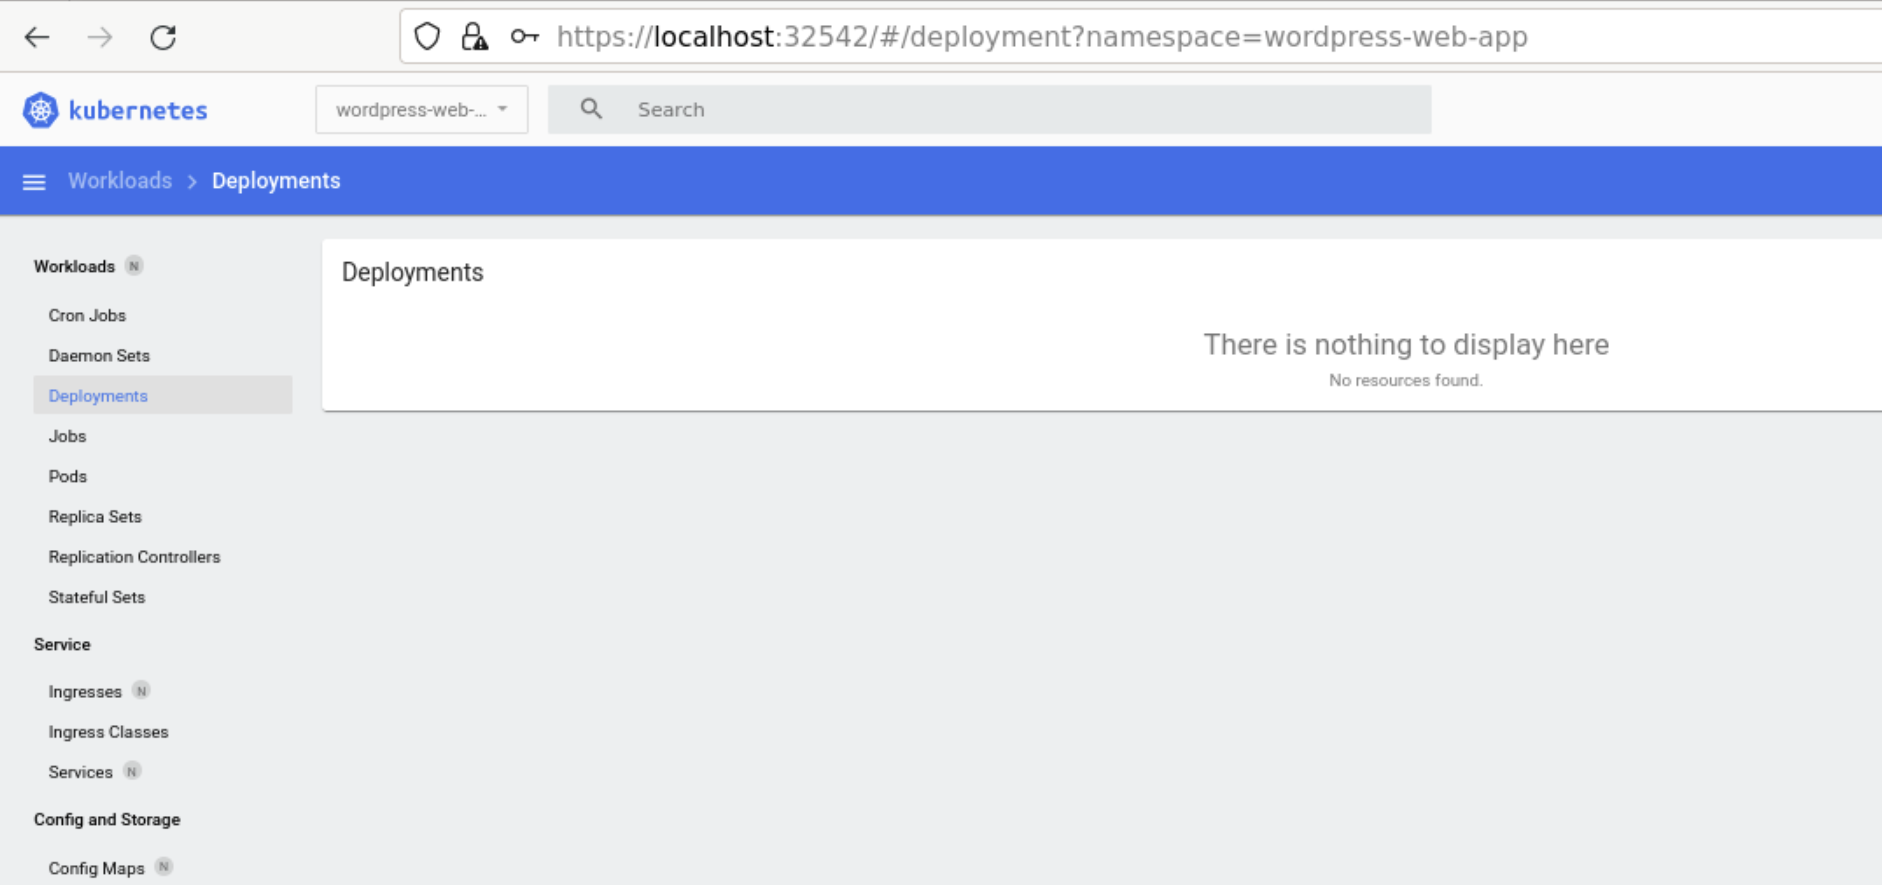 https://localhost:32542/#/deployment?namespace=wordpress-web-app
kubernetes
wordpress-web-...
Search
Workloads > Deployments
Workloads N
Cron Jobs
Daemon Sets
Deployments
Jobs
Pods
Replica Sets
Replication Controllers
Stateful Sets
Service
Ingresses N
Ingress Classes
Services N
Config and Storage
Config Maps N
Deployments
There is nothing to display here
No resources found.